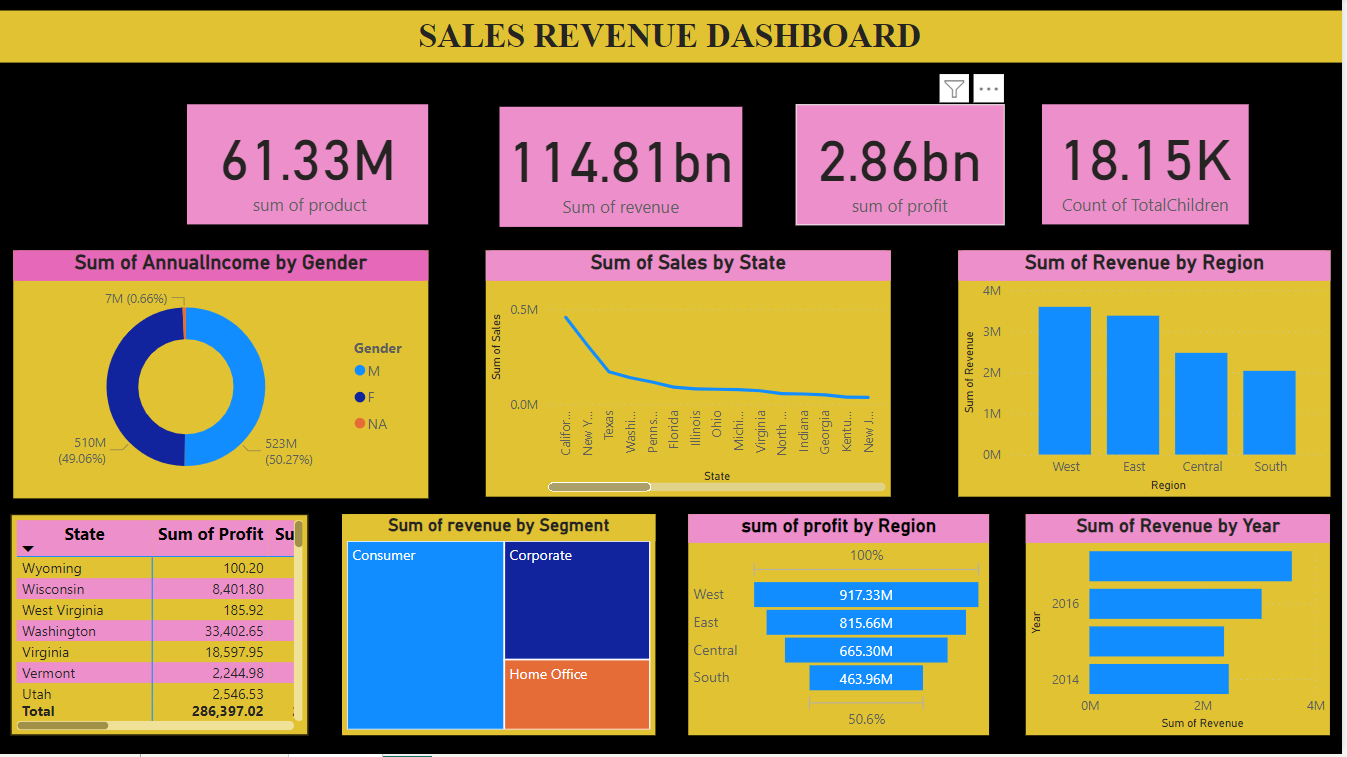 SALES REVENUE DASHBOARD
61.33M
sum of product
114.81bn
Sum of revenue
2.86bn
sum of profit
18.15K
Count of TotalChildren
Sum of AnnualIncome by Gender
7M (0.66%)
510M
(49.06%)
523M
(50.27%)
Gender
M
F
NA
Sum of Sales by State
Sum of Sales
0.5M
0.0M
Califor...
New Y...
Texas
Washi...
Penns...
Florida
Illinois
Ohio
Michi...
Virginia
North ...
Indiana
Georgia
Kentu...
New J...
State
Sum of Revenue by Region
Sum of Revenue
4M
3M
2M
1M
0M
West East Central South
Region
State Sum of Profit Su
Wyoming 100.20
Wisconsin 8,401.80
West Virginia 185.92
Washington 33,402.65
Virginia 18,597.95
Vermont 2,244.98
Utah 2,546.53
Total 286,397.02
Sum of revenue by Segment
Consumer
Corporate
Home Office
sum of profit by Region
100%
West 917.33M
East 815.66M
Central 665.30M
South 463.96M
50.6%
Sum of Revenue by Year
Year
2016
2014
0M 2M 4M
Sum of Revenue